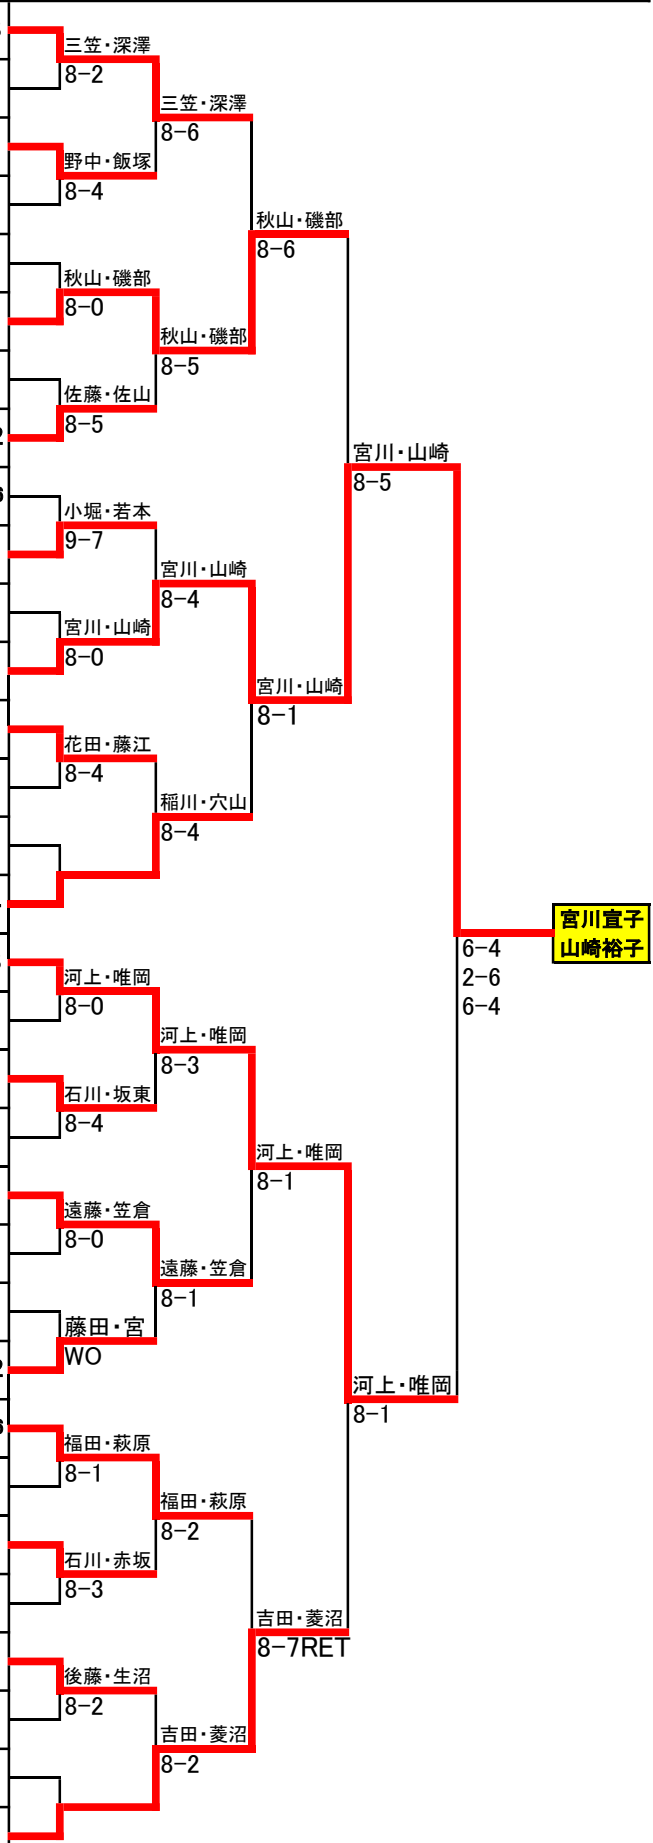 三笠・深澤
8-2
三笠・深澤
8-6
野中・飯塚
8-4
秋山・磯部
8-6
秋山・磯部
8-0
秋山・磯部
8-5
佐藤・佐山
8-5
宮川・山崎
8-5
小堀・若本
9-7
宮川・山崎
8-4
宮川・山崎
8-0
宮川・山崎
8-1
花田・藤江
8-4
稲川・穴山
8-4
宮川宣子
山崎裕子
6-4
2-6
6-4
河上・唯岡
8-0
河上・唯岡
8-3
石川・坂東
8-4
河上・唯岡
8-1
遠藤・笠倉
8-0
遠藤・笠倉
8-1
藤田・宮
WO
河上・唯岡
8-1
福田・萩原
8-1
福田・萩原
8-2
石川・赤坂
8-3
吉田・菱沼
8-7RET
後藤・生沼
8-2
吉田・菱沼
8-2